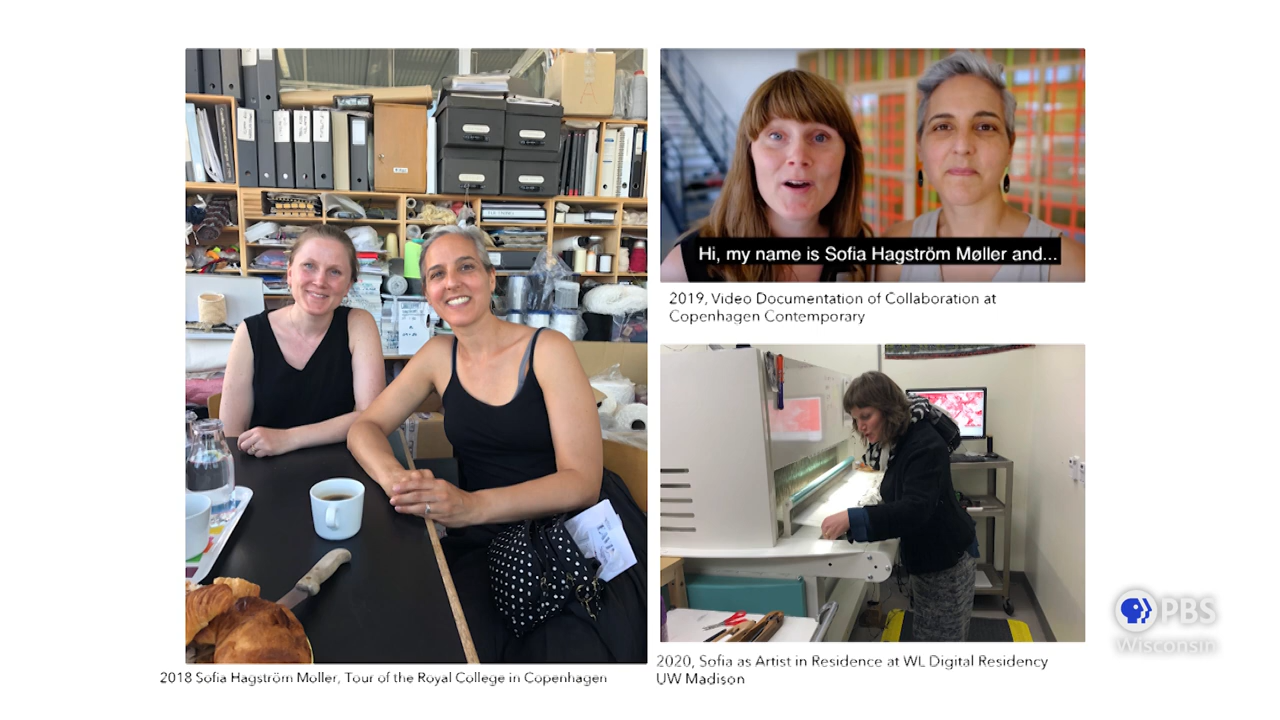 Hi, my name is Sofia Hagström Møller and...
2019, Video Documentation of Collaboration at
Copenhagen Contemporary
2018 Sofia Hagström Moller, Tour of the Royal College in Copenhagen
2020, Sofia as Artist in Residence at WL Digital Residency
UW Madison
PBS
Wisconsin